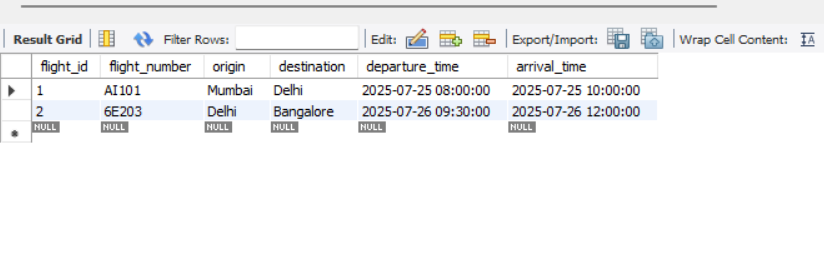 Result Grid Filter Rows: Edit: Export/Import: Wrap Cell Content: IA
flight_id flight_number origin destination departure_time arrival_time
1 AI101 Mumbai Delhi 2025-07-25 08:00:00 2025-07-25 10:00:00
2 6E203 Delhi Bangalore 2025-07-26 09:30:00 2025-07-26 12:00:00
NULL NULL NULL NULL NULL NULL